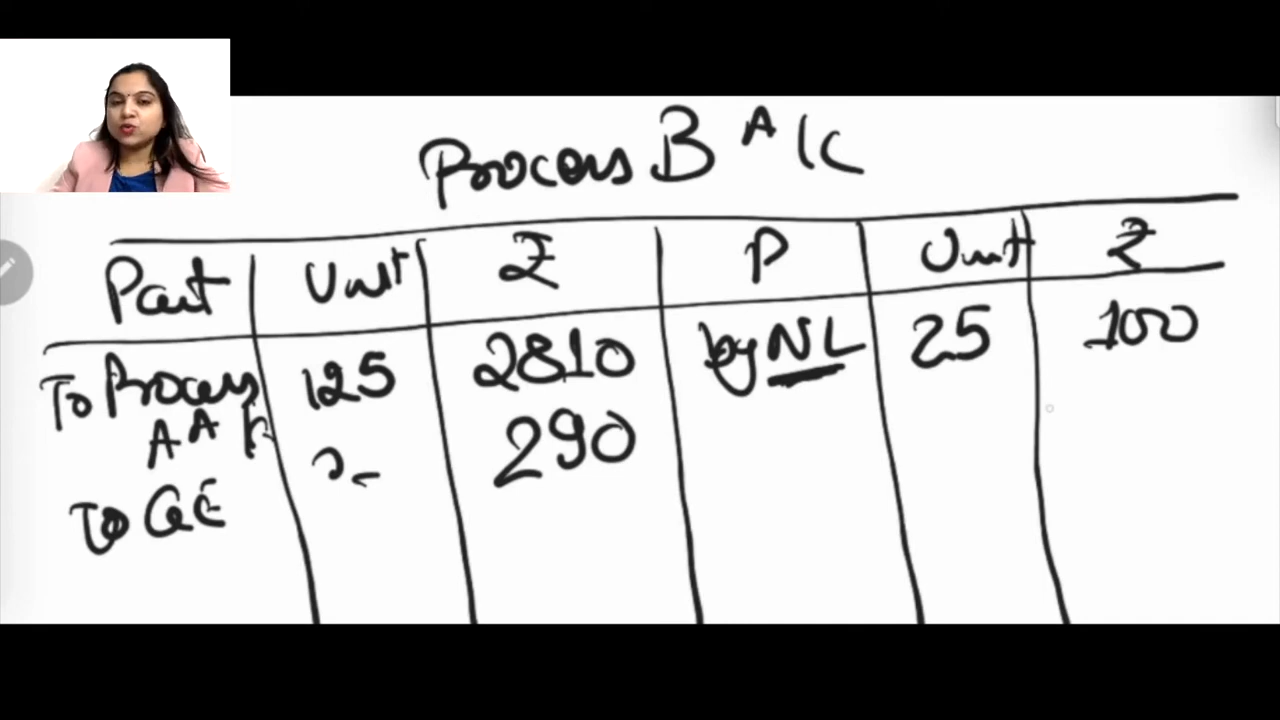 Process B A/c
Part Unit ₹ P Unit ₹
To Process 125 2810 by NL 25 100
A A 290
To GE